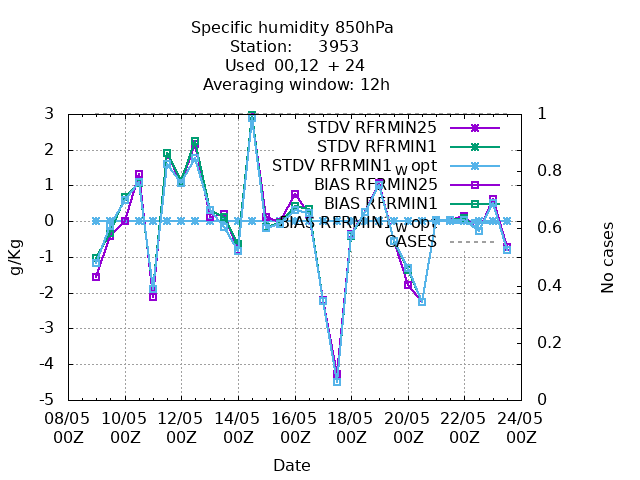 Specific humidity 850hPa
Station: 3953
Used 00,12 + 24
Averaging window: 12h
3 1
2
0.8
1
0 0.6
-1
0.4
-2
-3
0.2
-4
-5 0
STDV RFRMIN25
STDV RFRMIN1
STDV RFRMIN1w opt
BIAS RFRMIN25
BIAS RFRMIN1
BIAS RFRMIN1w opt
CASES
g/Kg
No cases
08/05 10/05 12/05 14/05 16/05 18/05 20/05 22/05 24/05
00Z 00Z 00Z 00Z 00Z 00Z 00Z 00Z 00Z
Date